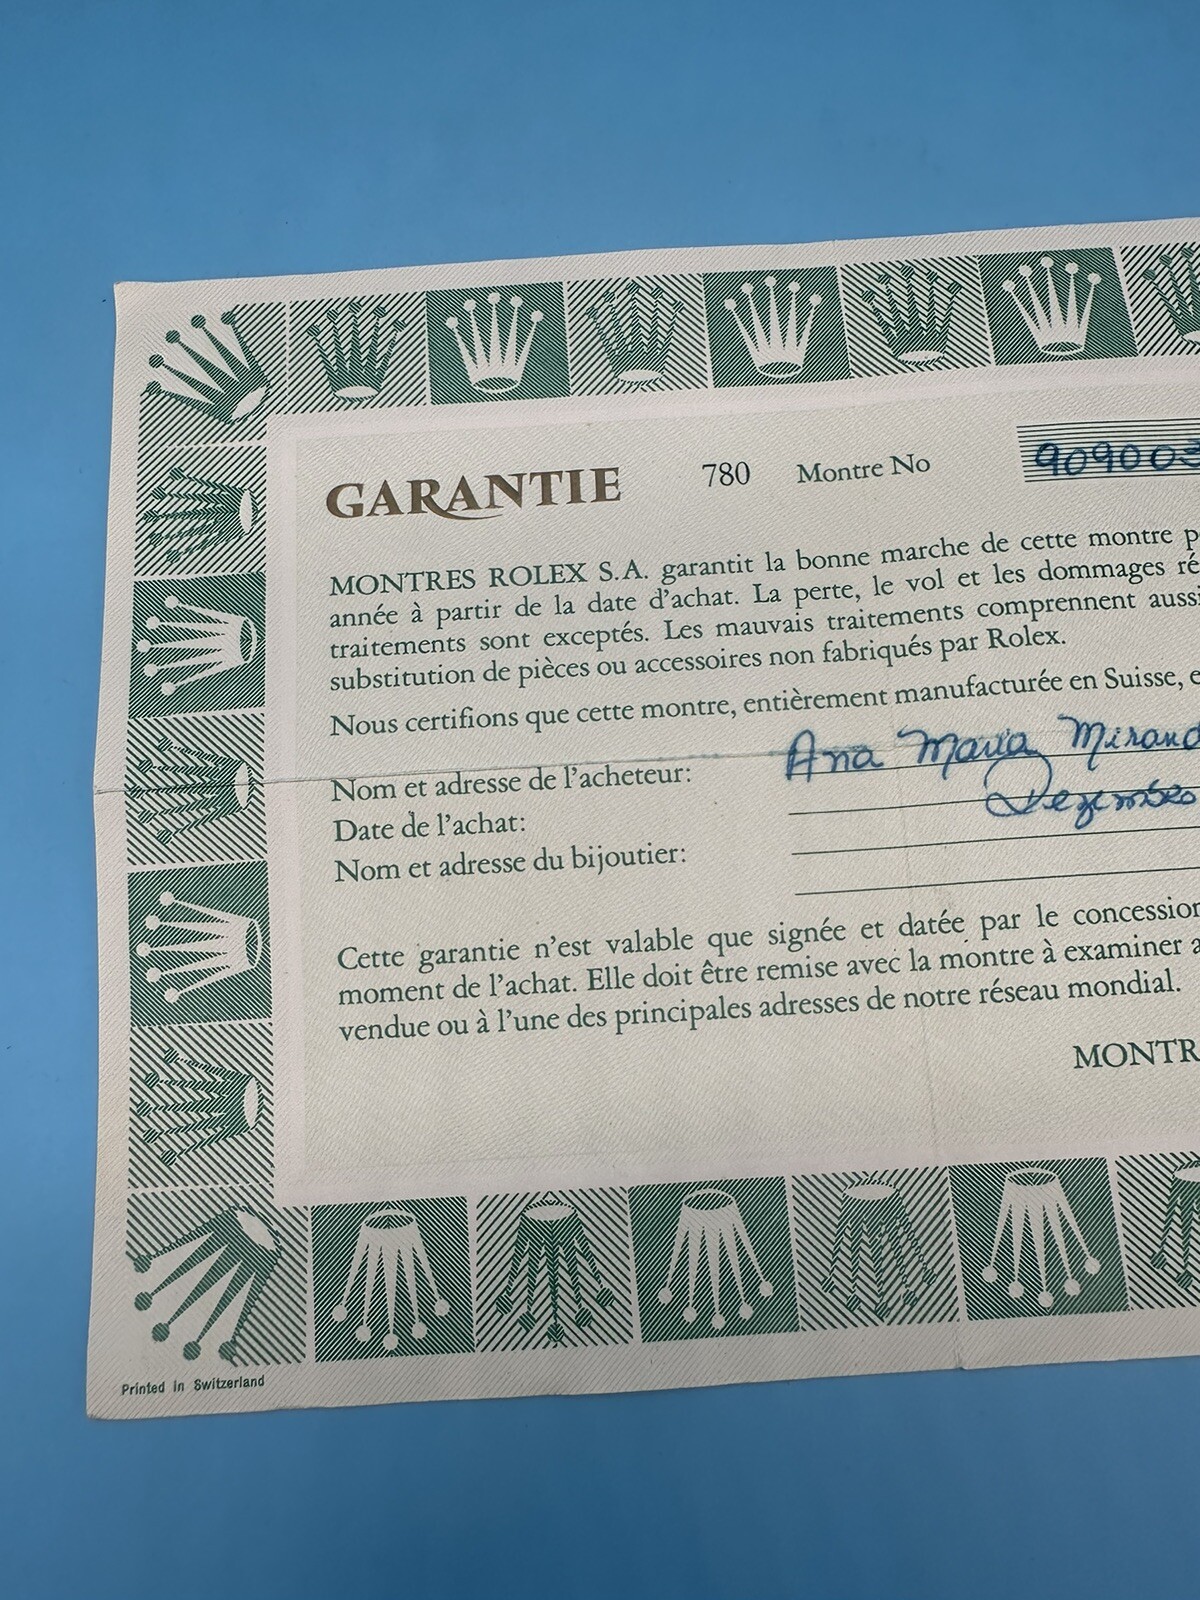 GARANTIE 780 Montre No 909003
MONTRES ROLEX S.A. garantit la bonne marche de cette montre p
année à partir de la date d'achat. La perte, le vol et les dommages ré
traitements sont exceptés. Les mauvais traitements comprennent aussi
substitution de pièces ou accessoires non fabriqués par Rolex.
Nous certifions que cette montre, entièrement manufacturée en Suisse, e
Nom et adresse de l'acheteur: Ana Maria Mirand
Date de l'achat: Dezembro
Nom et adresse du bijoutier:
Cette garantie n'est valable que signée et datée par le concession
moment de l'achat. Elle doit être remise avec la montre à examiner a
vendue ou à l'une des principales adresses de notre réseau mondial.
MONTR
Printed in Switzerland